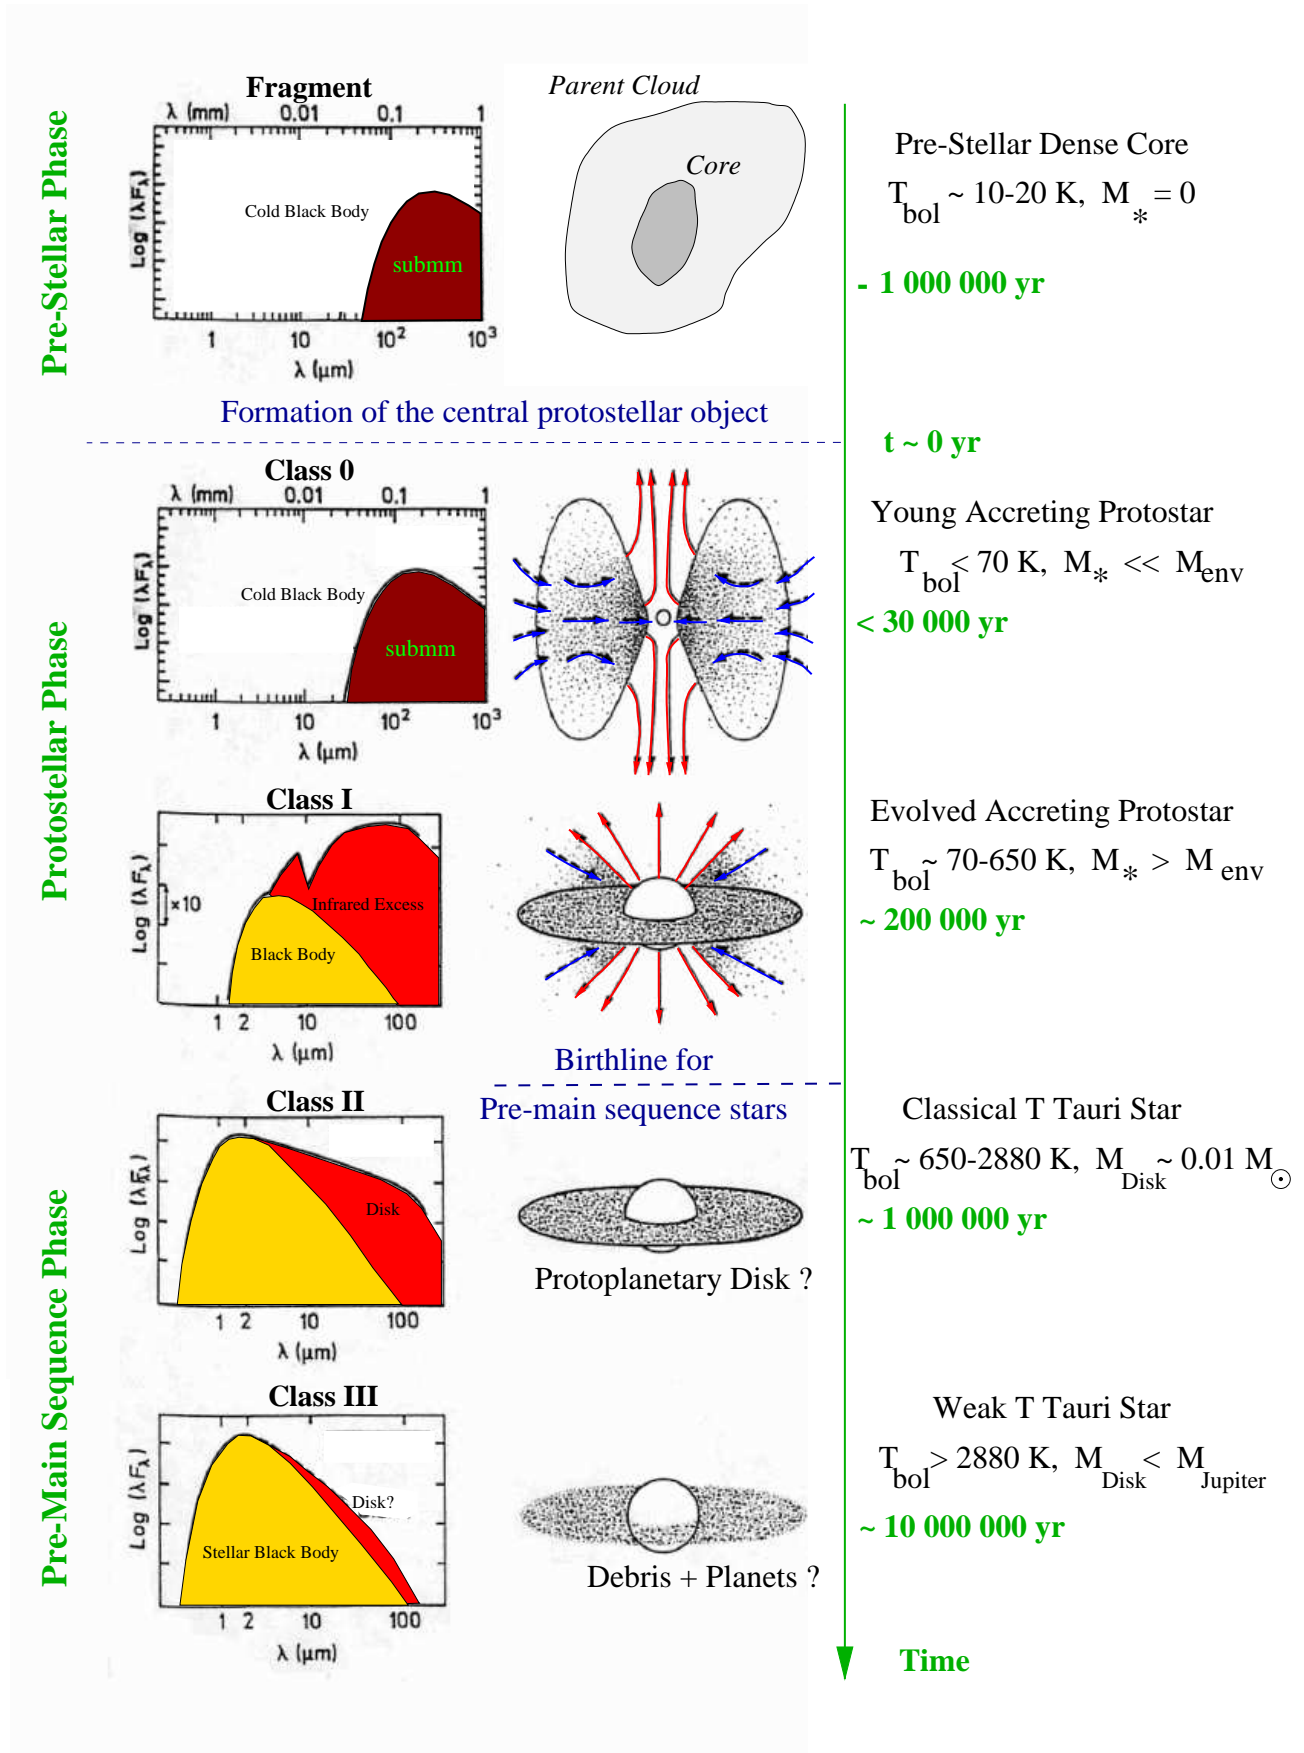 Pre-Stellar Phase
Fragment
λ (mm) 0.01 0.1 1
Log (λFλ)
Cold Black Body
submm
1 10 10² 10³
λ (μm)
Parent Cloud
Core
Pre-Stellar Dense Core
T_bol ~ 10-20 K, M_* = 0
- 1 000 000 yr
Formation of the central protostellar object
t ~ 0 yr
Protostellar Phase
Class 0
λ (mm) 0.01 0.1 1
Log (λFλ)
Cold Black Body
submm
1 10 10² 10³
λ (μm)
Young Accreting Protostar
T_bol < 70 K, M_* << M_env
< 30 000 yr
Class I
Log (λFλ)
×10
Infrared Excess
Black Body
1 2 10 100
λ (μm)
Evolved Accreting Protostar
T_bol ~ 70-650 K, M_* > M_env
~ 200 000 yr
Birthline for
Pre-main sequence stars
Pre-Main Sequence Phase
Class II
Log (λFλ)
Disk
1 2 10 100
λ (μm)
Protoplanetary Disk ?
Classical T Tauri Star
T_bol ~ 650-2880 K, M_Disk ~ 0.01 M_⊙
~ 1 000 000 yr
Class III
Log (λFλ)
Disk?
Stellar Black Body
1 2 10 100
λ (μm)
Debris + Planets ?
Weak T Tauri Star
T_bol > 2880 K, M_Disk < M_Jupiter
~ 10 000 000 yr
Time